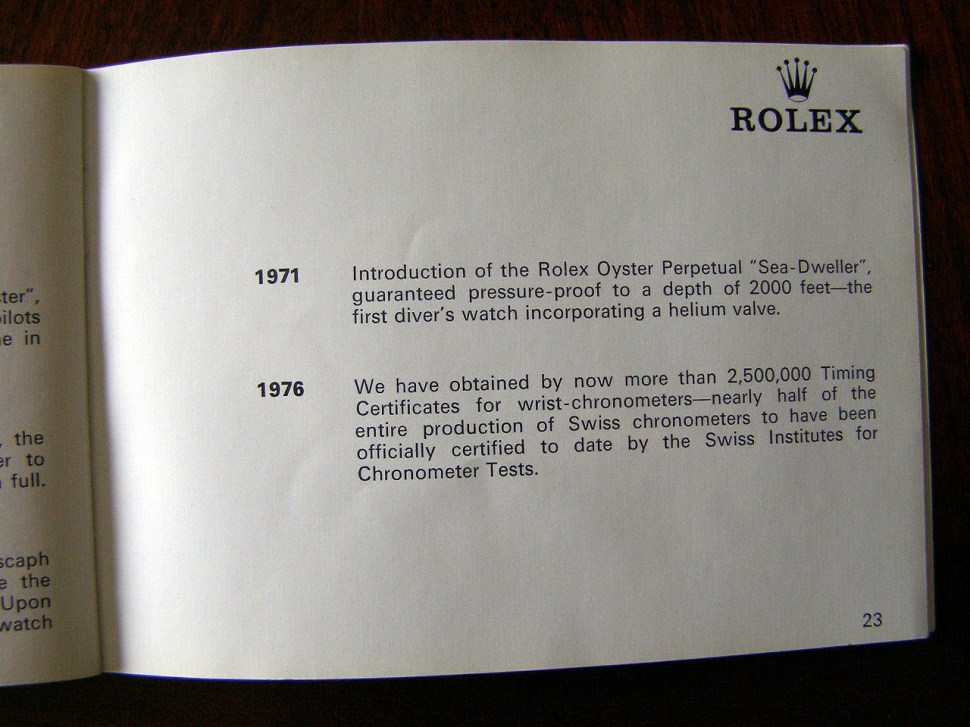 ter",
ilots
e in
, the
er to
full.
scaph
e the
Upon
watch
ROLEX
1971
Introduction of the Rolex Oyster Perpetual "Sea-Dweller",
guaranteed pressure-proof to a depth of 2000 feet—the
first diver's watch incorporating a helium valve.
1976
We have obtained by now more than 2,500,000 Timing
Certificates for wrist-chronometers—nearly half of the
entire production of Swiss chronometers to have been
officially certified to date by the Swiss Institutes for
Chronometer Tests.
23